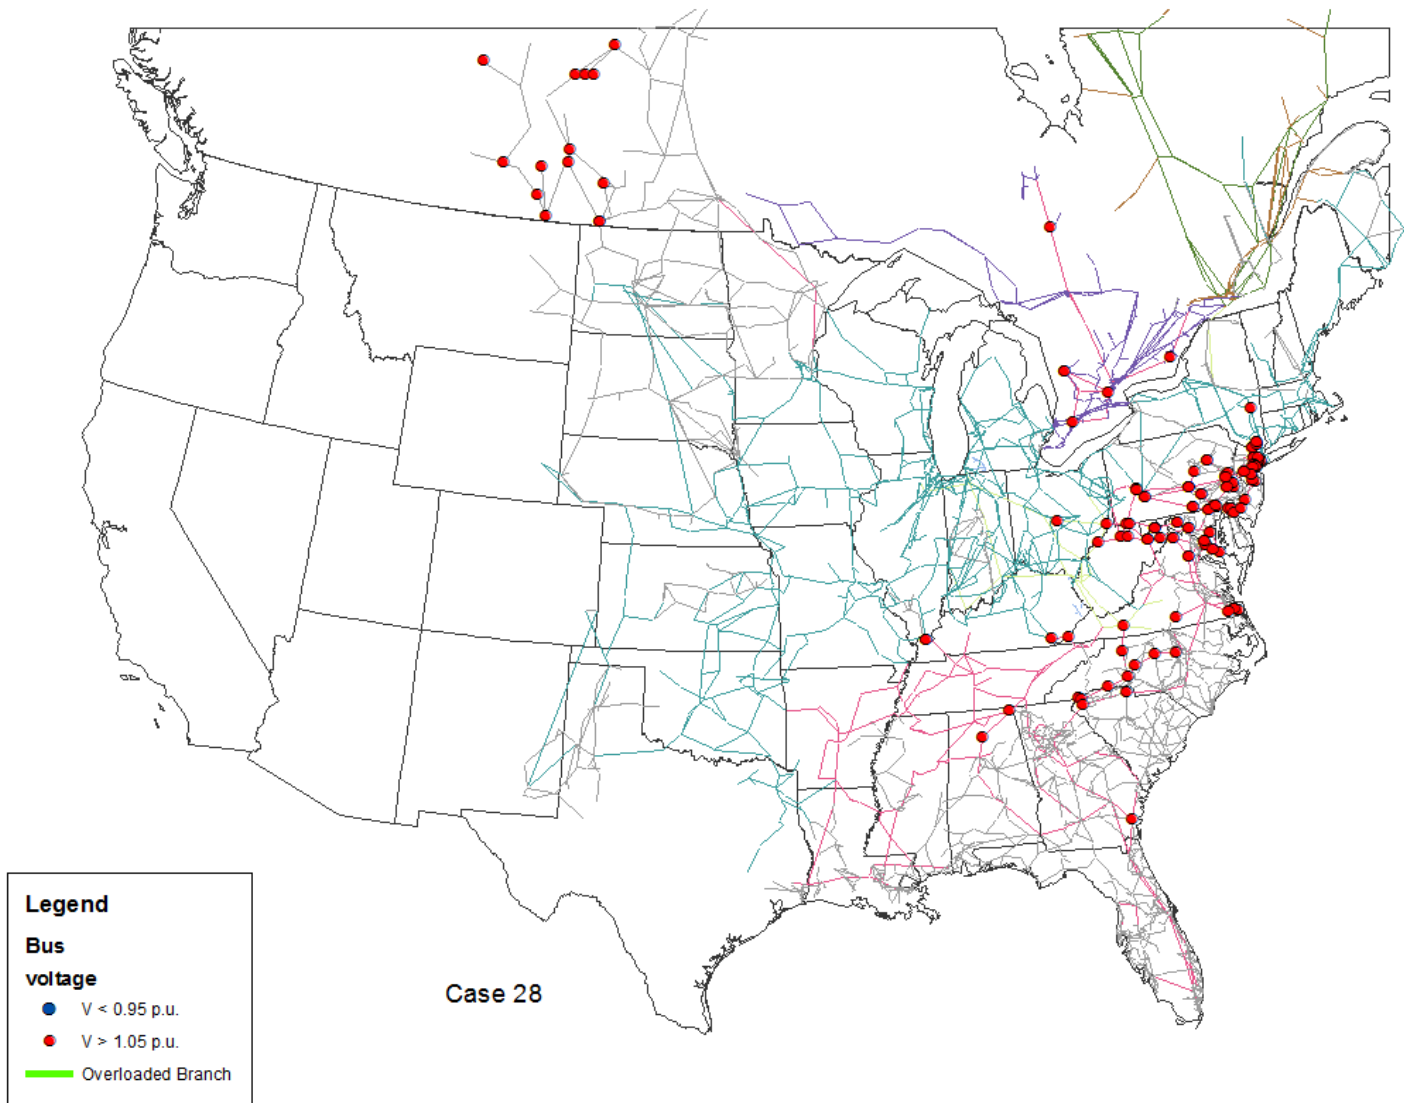 Legend
Bus
voltage
V < 0.95 p.u.
V > 1.05 p.u.
Overloaded Branch
Case 28